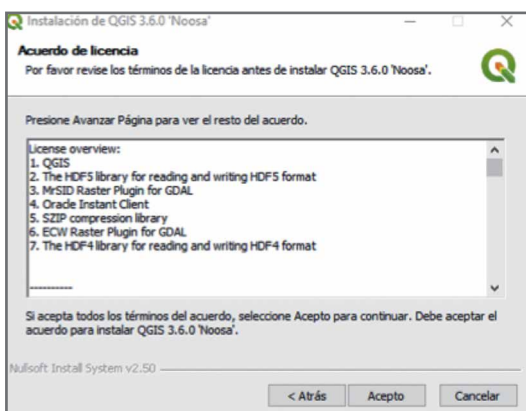 Instalación de QGIS 3.6.0 'Noosa'
Acuerdo de licencia
Por favor revise los términos de la licencia antes de instalar QGIS 3.6.0 'Noosa'.
Presione Avanzar Página para ver el resto del acuerdo.
License overview:
1. QGIS
2. The HDF5 library for reading and writing HDF5 format
3. MrSID Raster Plugin for GDAL
4. Oracle Instant Client
5. SZIP compression library
6. ECW Raster Plugin for GDAL
7. The HDF4 library for reading and writing HDF4 format
----------
Si acepta todos los términos del acuerdo, seleccione Acepto para continuar. Debe aceptar el
acuerdo para instalar QGIS 3.6.0 'Noosa'.
Nullsoft Install System v2.50
< Atrás Acepto Cancelar